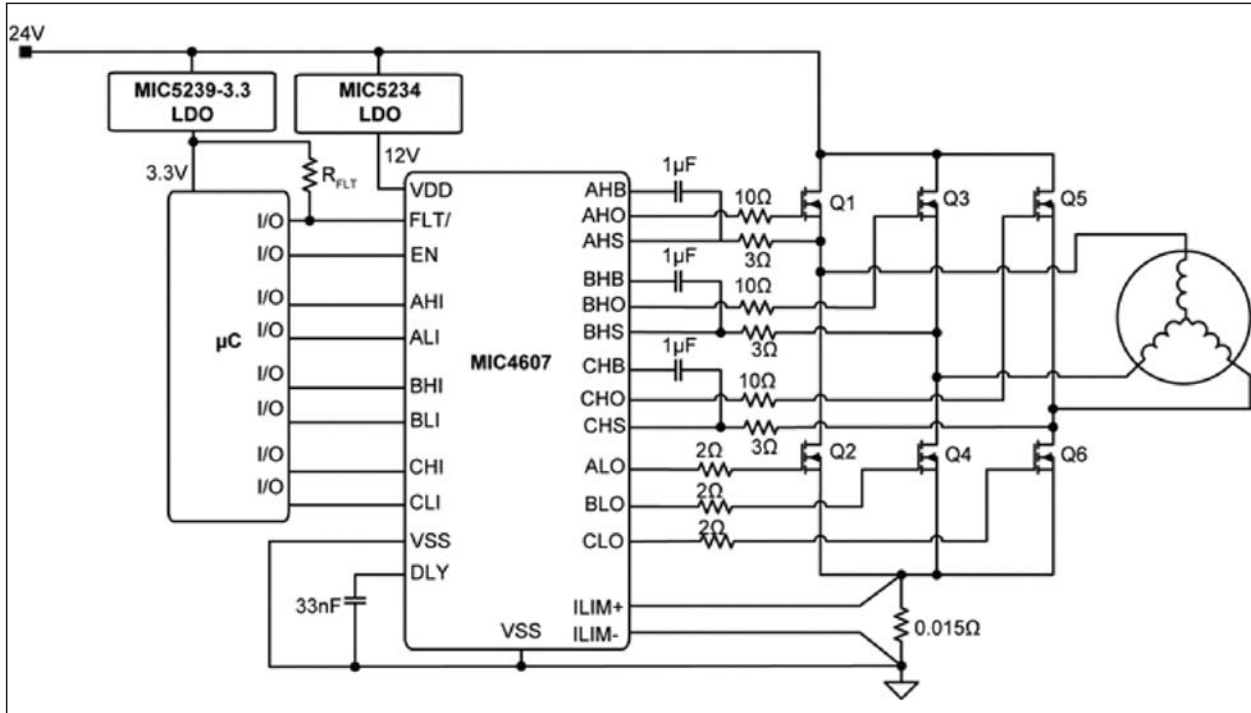 24V
MIC5239-3.3
LDO
MIC5234
LDO
3.3V
R_FLT
12V
µC
I/O
I/O
I/O
I/O
I/O
I/O
I/O
I/O
MIC4607
VDD
FLT/
EN
AHI
ALI
BHI
BLI
CHI
CLI
VSS
DLY
VSS
33nF
AHB
AHO
AHS
BHB
BHO
BHS
CHB
CHO
CHS
ALO
BLO
CLO
ILIM+
ILIM-
1µF
10Ω
3Ω
1µF
10Ω
3Ω
1µF
10Ω
3Ω
2Ω
2Ω
2Ω
Q1
Q3
Q5
Q2
Q4
Q6
0.015Ω